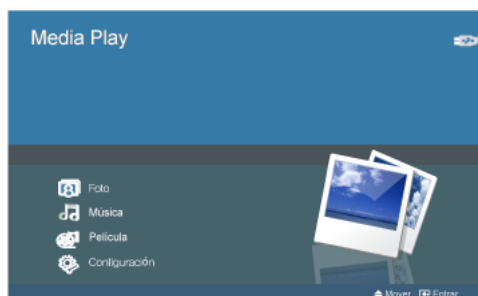 Media Play
Foto
Música
Película
Configuración
Mover Entrar